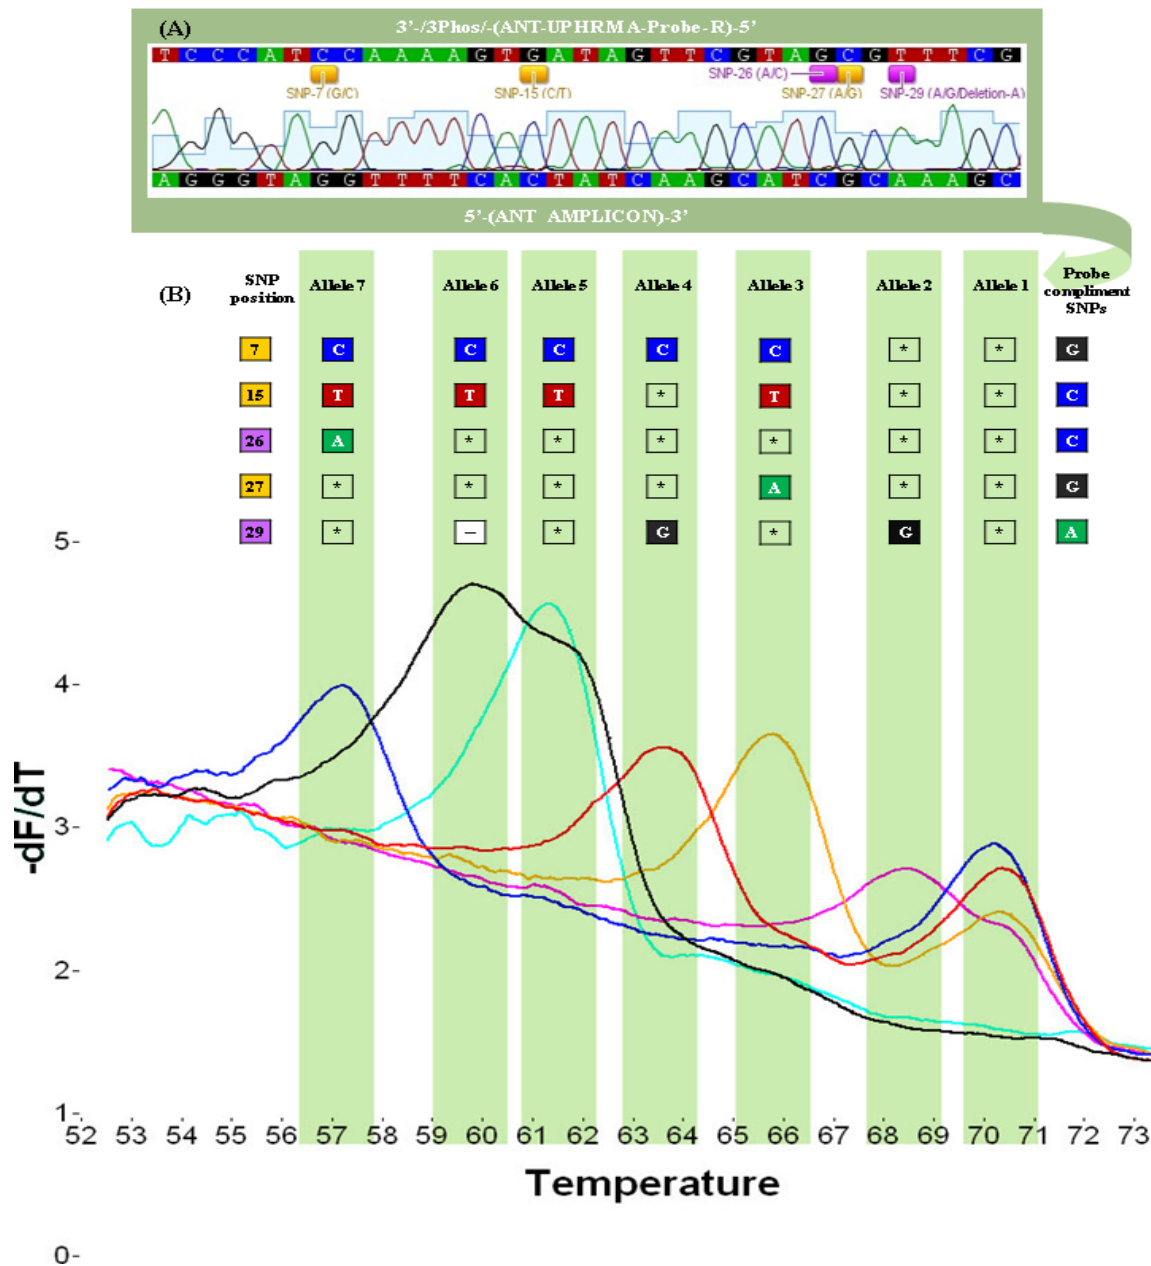 (A) 3’-/3Phos/-(ANT-UPHRMA-Probe-R)-5’
T C C C A T C C A A A A G T G A T A G T T C G T A G C G T T T C G
SNP-26 (A/C)
SNP-7 (G/C) SNP-15 (C/T) SNP-27 (A/G) SNP-29 (A/G/Deletion-A)
A G G G T A G G T T T T C A C T A T C A A G C A T C G C A A A G C
5’-(ANT AMPLICON)-3’
(B) SNP position Allele 7 Allele 6 Allele 5 Allele 4 Allele 3 Allele 2 Allele 1 Probe compliment SNPs
7 C C C C C * * G
15 T T T * T * * C
26 A * * * * * * C
27 * * * * A * * G
29 * – * G * G * A
5-
4-
3-
2-
1-
0-
-dF/dT
52 53 54 55 56 57 58 59 60 61 62 63 64 65 66 67 68 69 70 71 72 73
Temperature